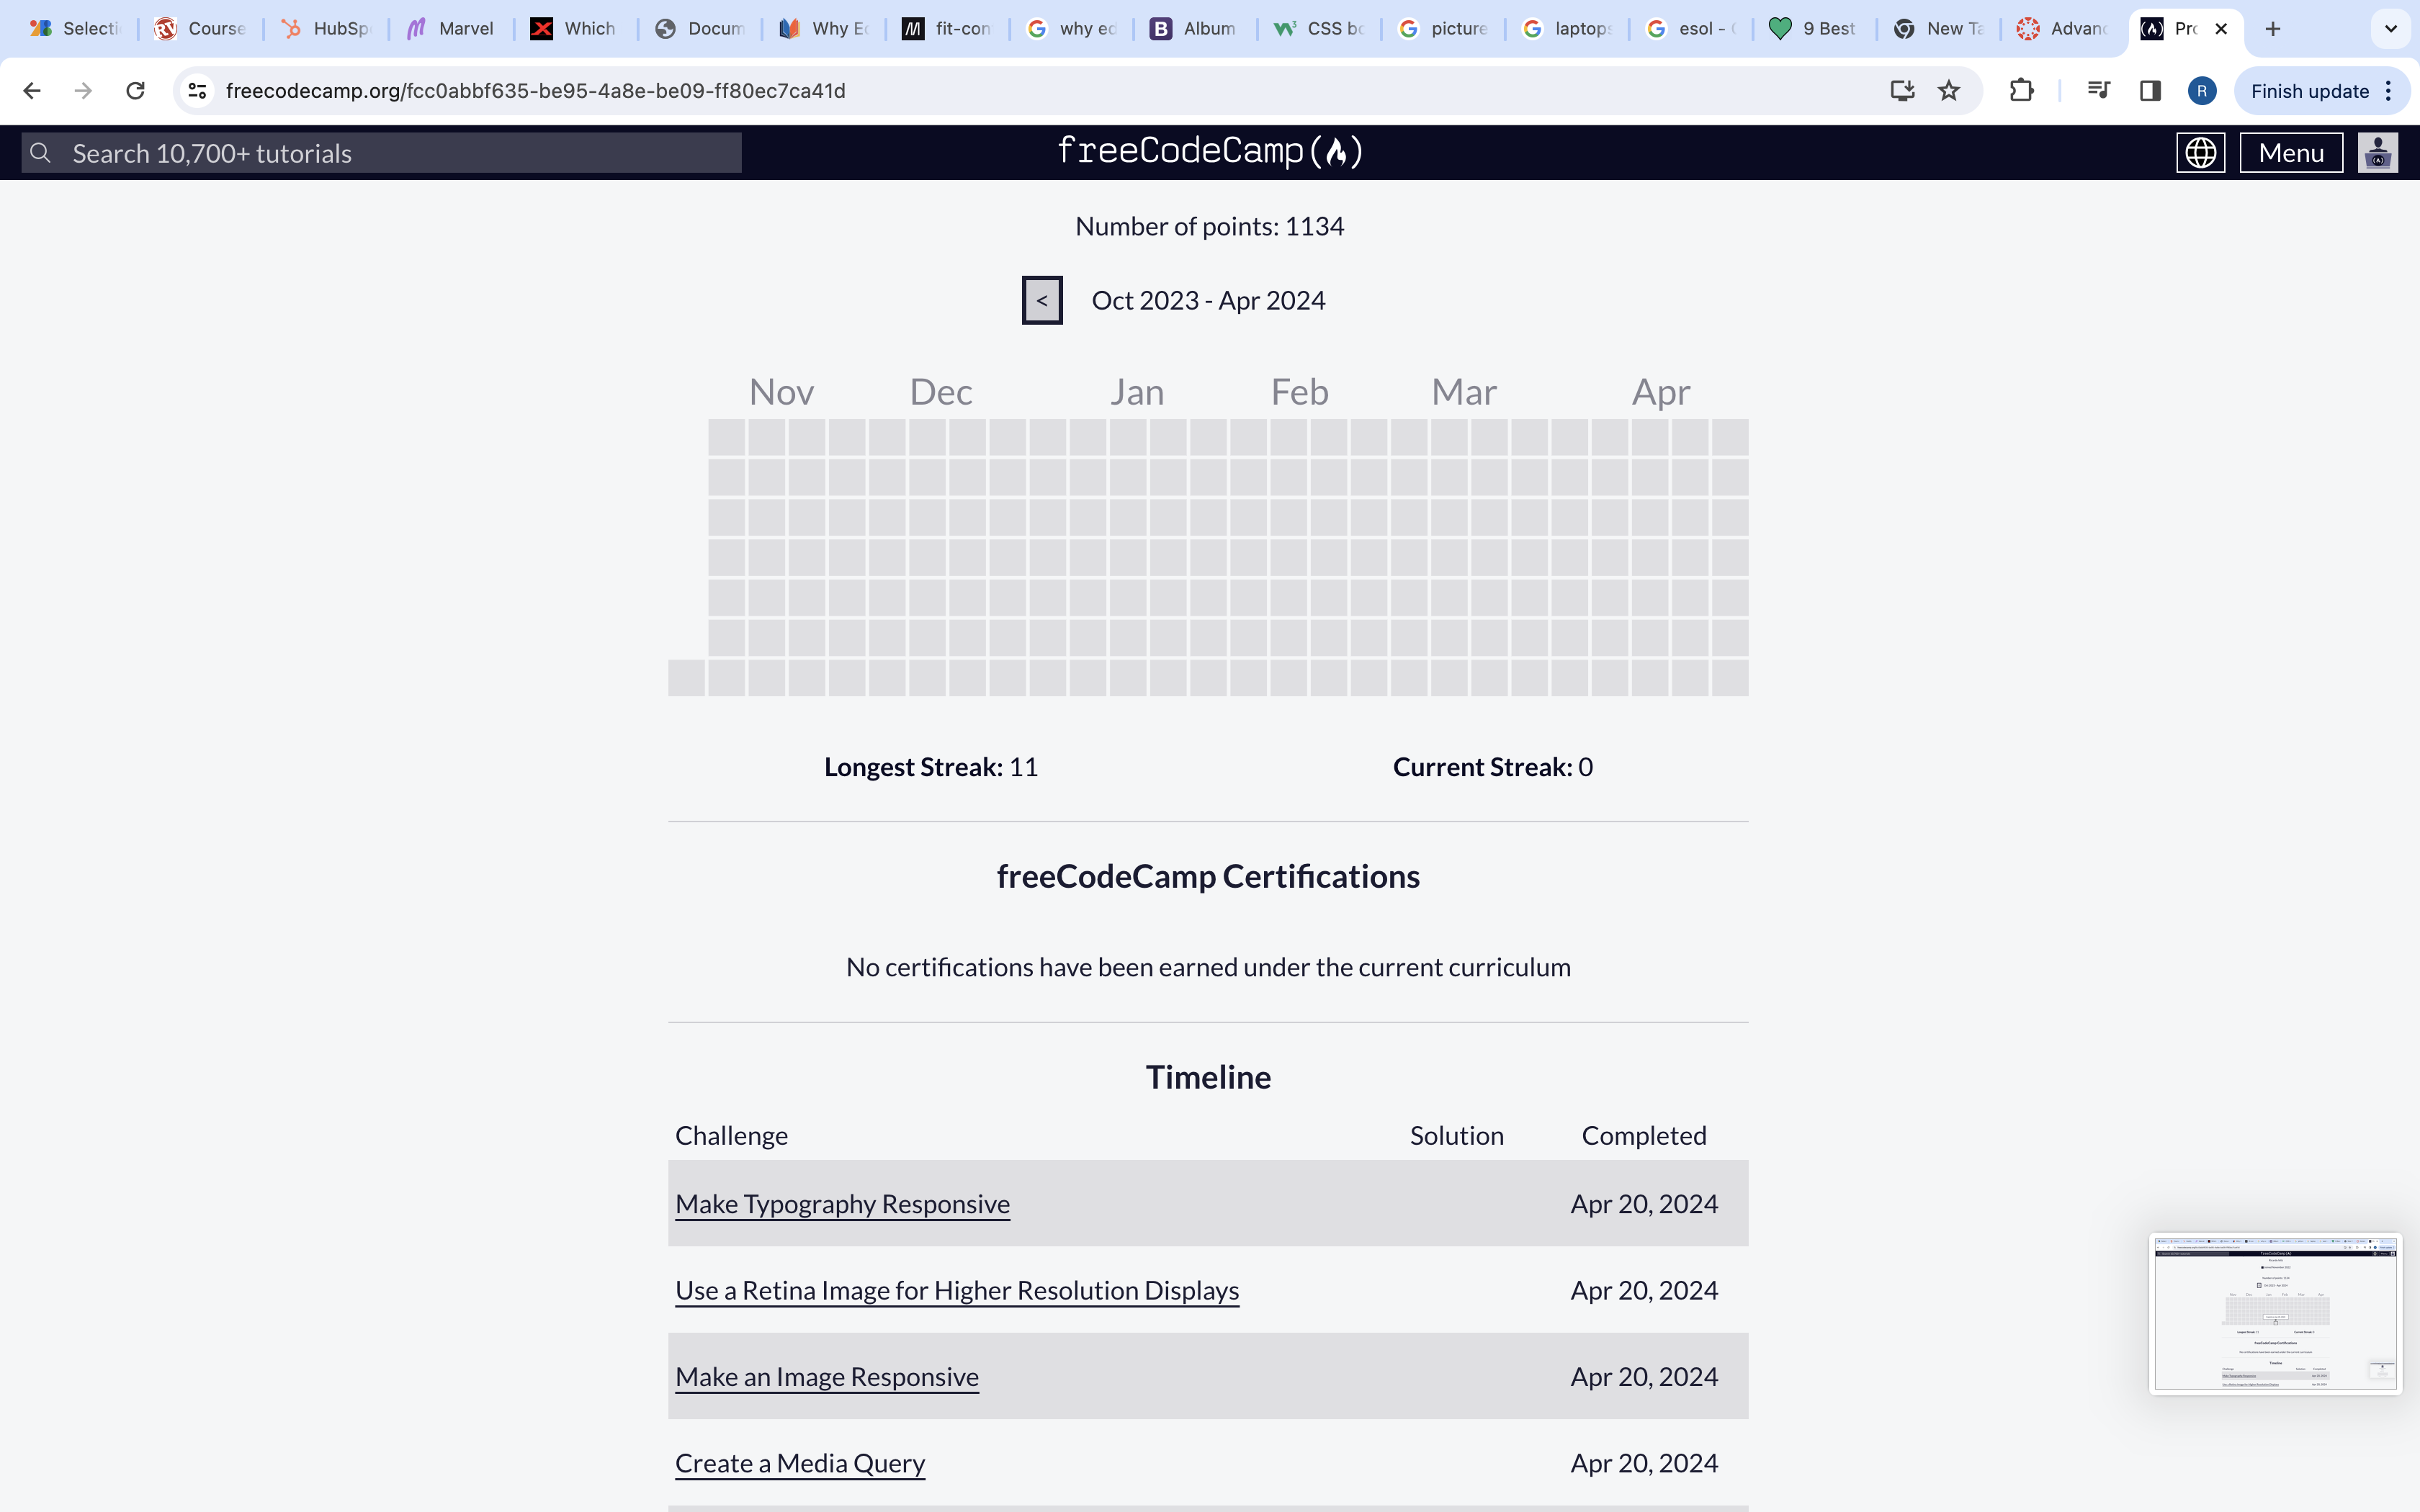 Selecti Course HubSp Marvel Which Docum Why Ec fit-con why ed Album CSS bo picture laptops esol - 9 Best New Ta Advanc Pro
freecodecamp.org/fcc0abbf635-be95-4a8e-be09-ff80ec7ca41d R Finish update
Search 10,700+ tutorials freeCodeCamp(🔥) Menu
Number of points: 1134
< Oct 2023 - Apr 2024
Nov Dec Jan Feb Mar Apr
Longest Streak: 11 Current Streak: 0
freeCodeCamp Certifications
No certifications have been earned under the current curriculum
Timeline
Challenge Solution Completed
Make Typography Responsive Apr 20, 2024
Use a Retina Image for Higher Resolution Displays Apr 20, 2024
Make an Image Responsive Apr 20, 2024
Create a Media Query Apr 20, 2024